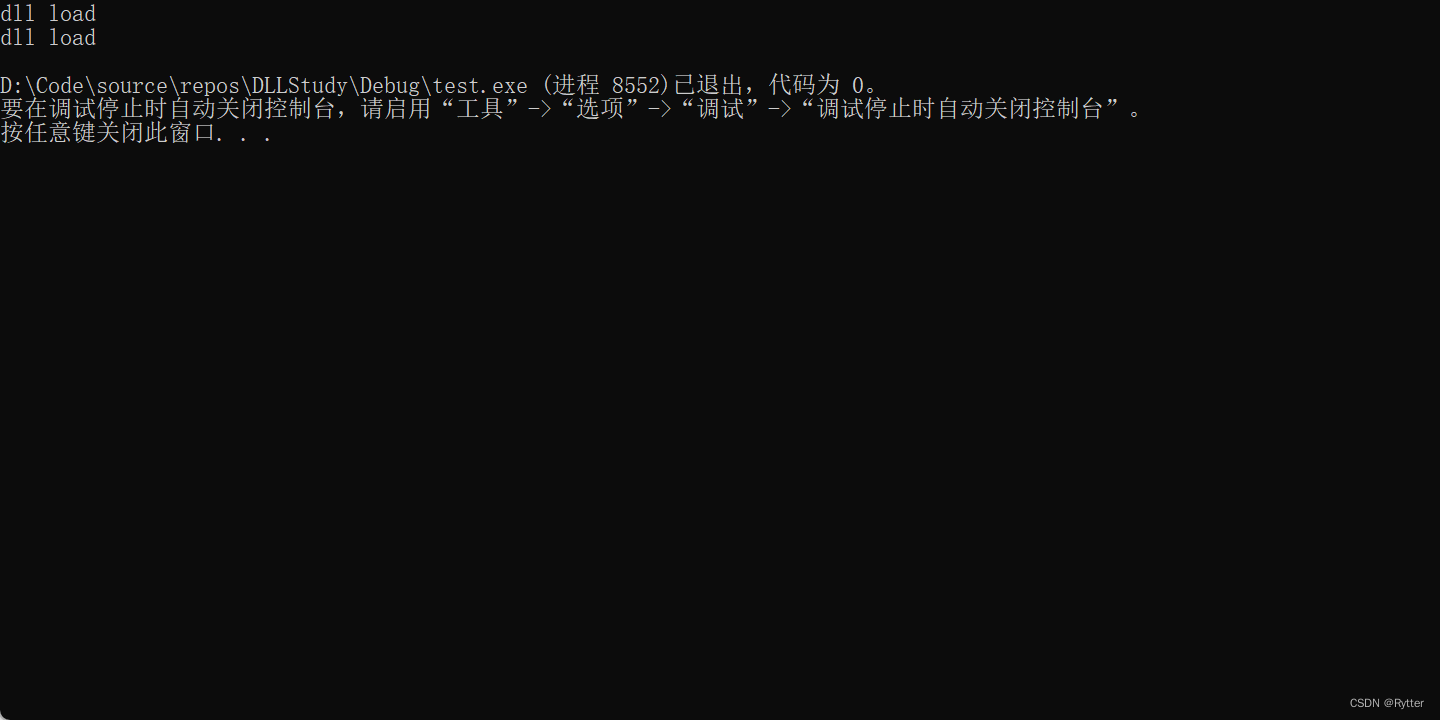 dll load
dll load
D:\Code\source\repos\DLLStudy\Debug\test.exe (进程 8552)已退出，代码为 0。
要在调试停止时自动关闭控制台，请启用“工具”->“选项”->“调试”->“调试停止时自动关闭控制台”。
按任意键关闭此窗口. . .
CSDN @Rytter